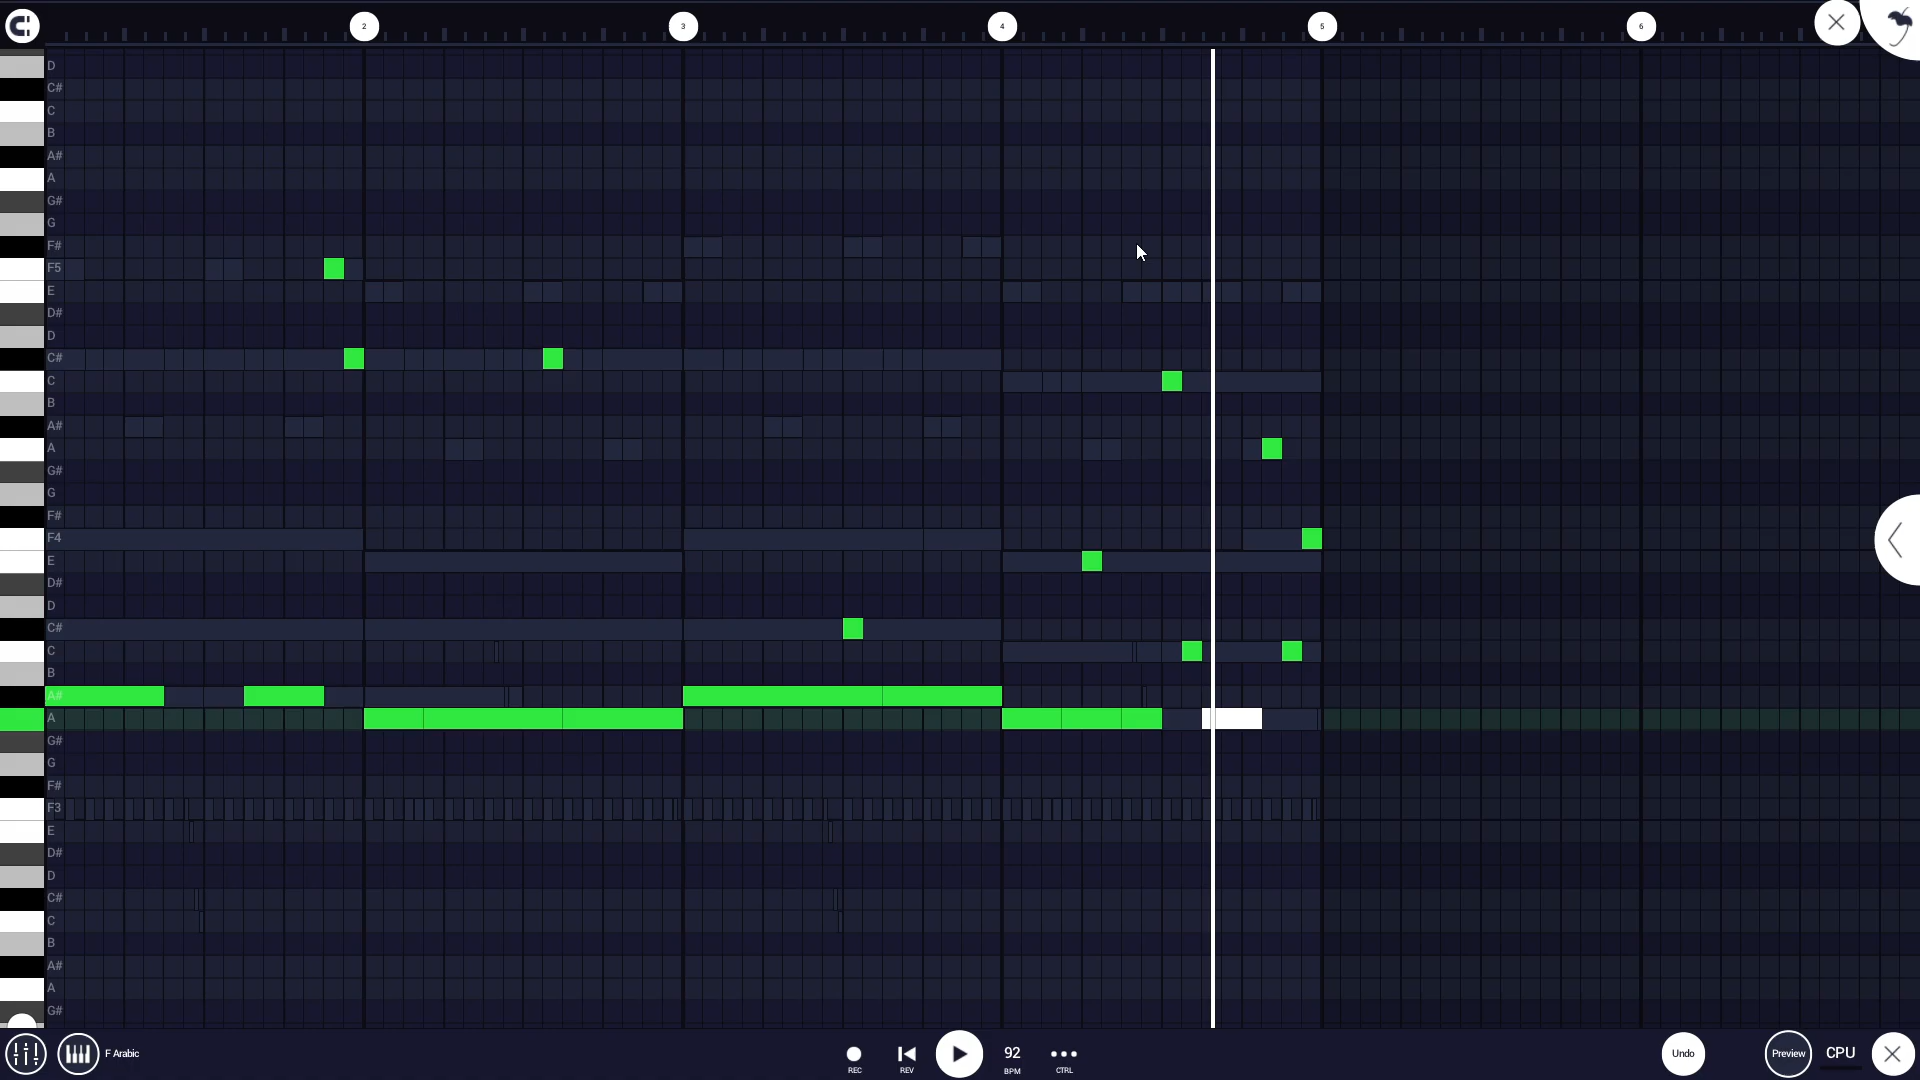 2 3 4 5 6
D
C#
C
B
A#
A
G#
G
F#
F5
E
D#
D
C#
C
B
A#
A
G#
G
F#
F4
E
D#
D
C#
C
B
A#
A
G#
G
F#
F3
E
D#
D
C#
C
B
A#
A
G#
F Arabic
REC
REV
92
BPM
CTRL
Undo
Preview
CPU